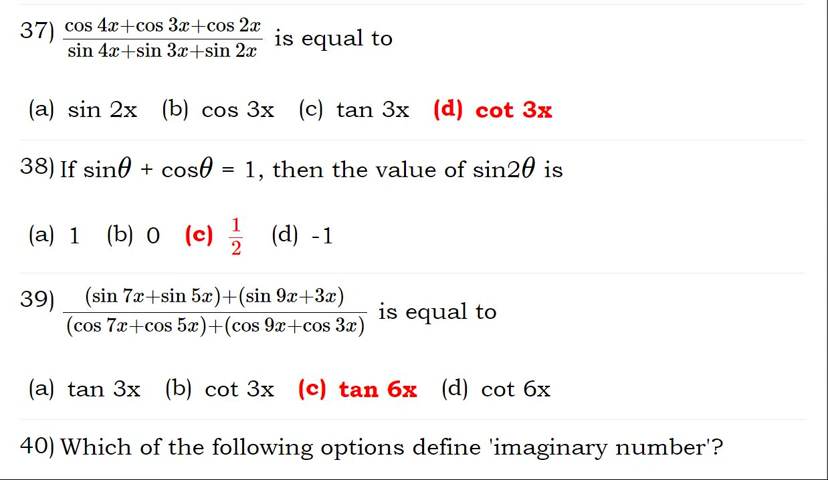 37) \frac{\cos 4x+\cos 3x+\cos 2x}{\sin 4x+\sin 3x+\sin 2x} is equal to
(a) sin 2x (b) cos 3x (c) tan 3x (d) cot 3x
38) If sinθ + cosθ = 1, then the value of sin2θ is
(a) 1 (b) 0 (c) \frac{1}{2} (d) -1
39) \frac{(\sin 7x+\sin 5x)+(\sin 9x+3x)}{(\cos 7x+\cos 5x)+(\cos 9x+\cos 3x)} is equal to
(a) tan 3x (b) cot 3x (c) tan 6x (d) cot 6x
40) Which of the following options define 'imaginary number'?